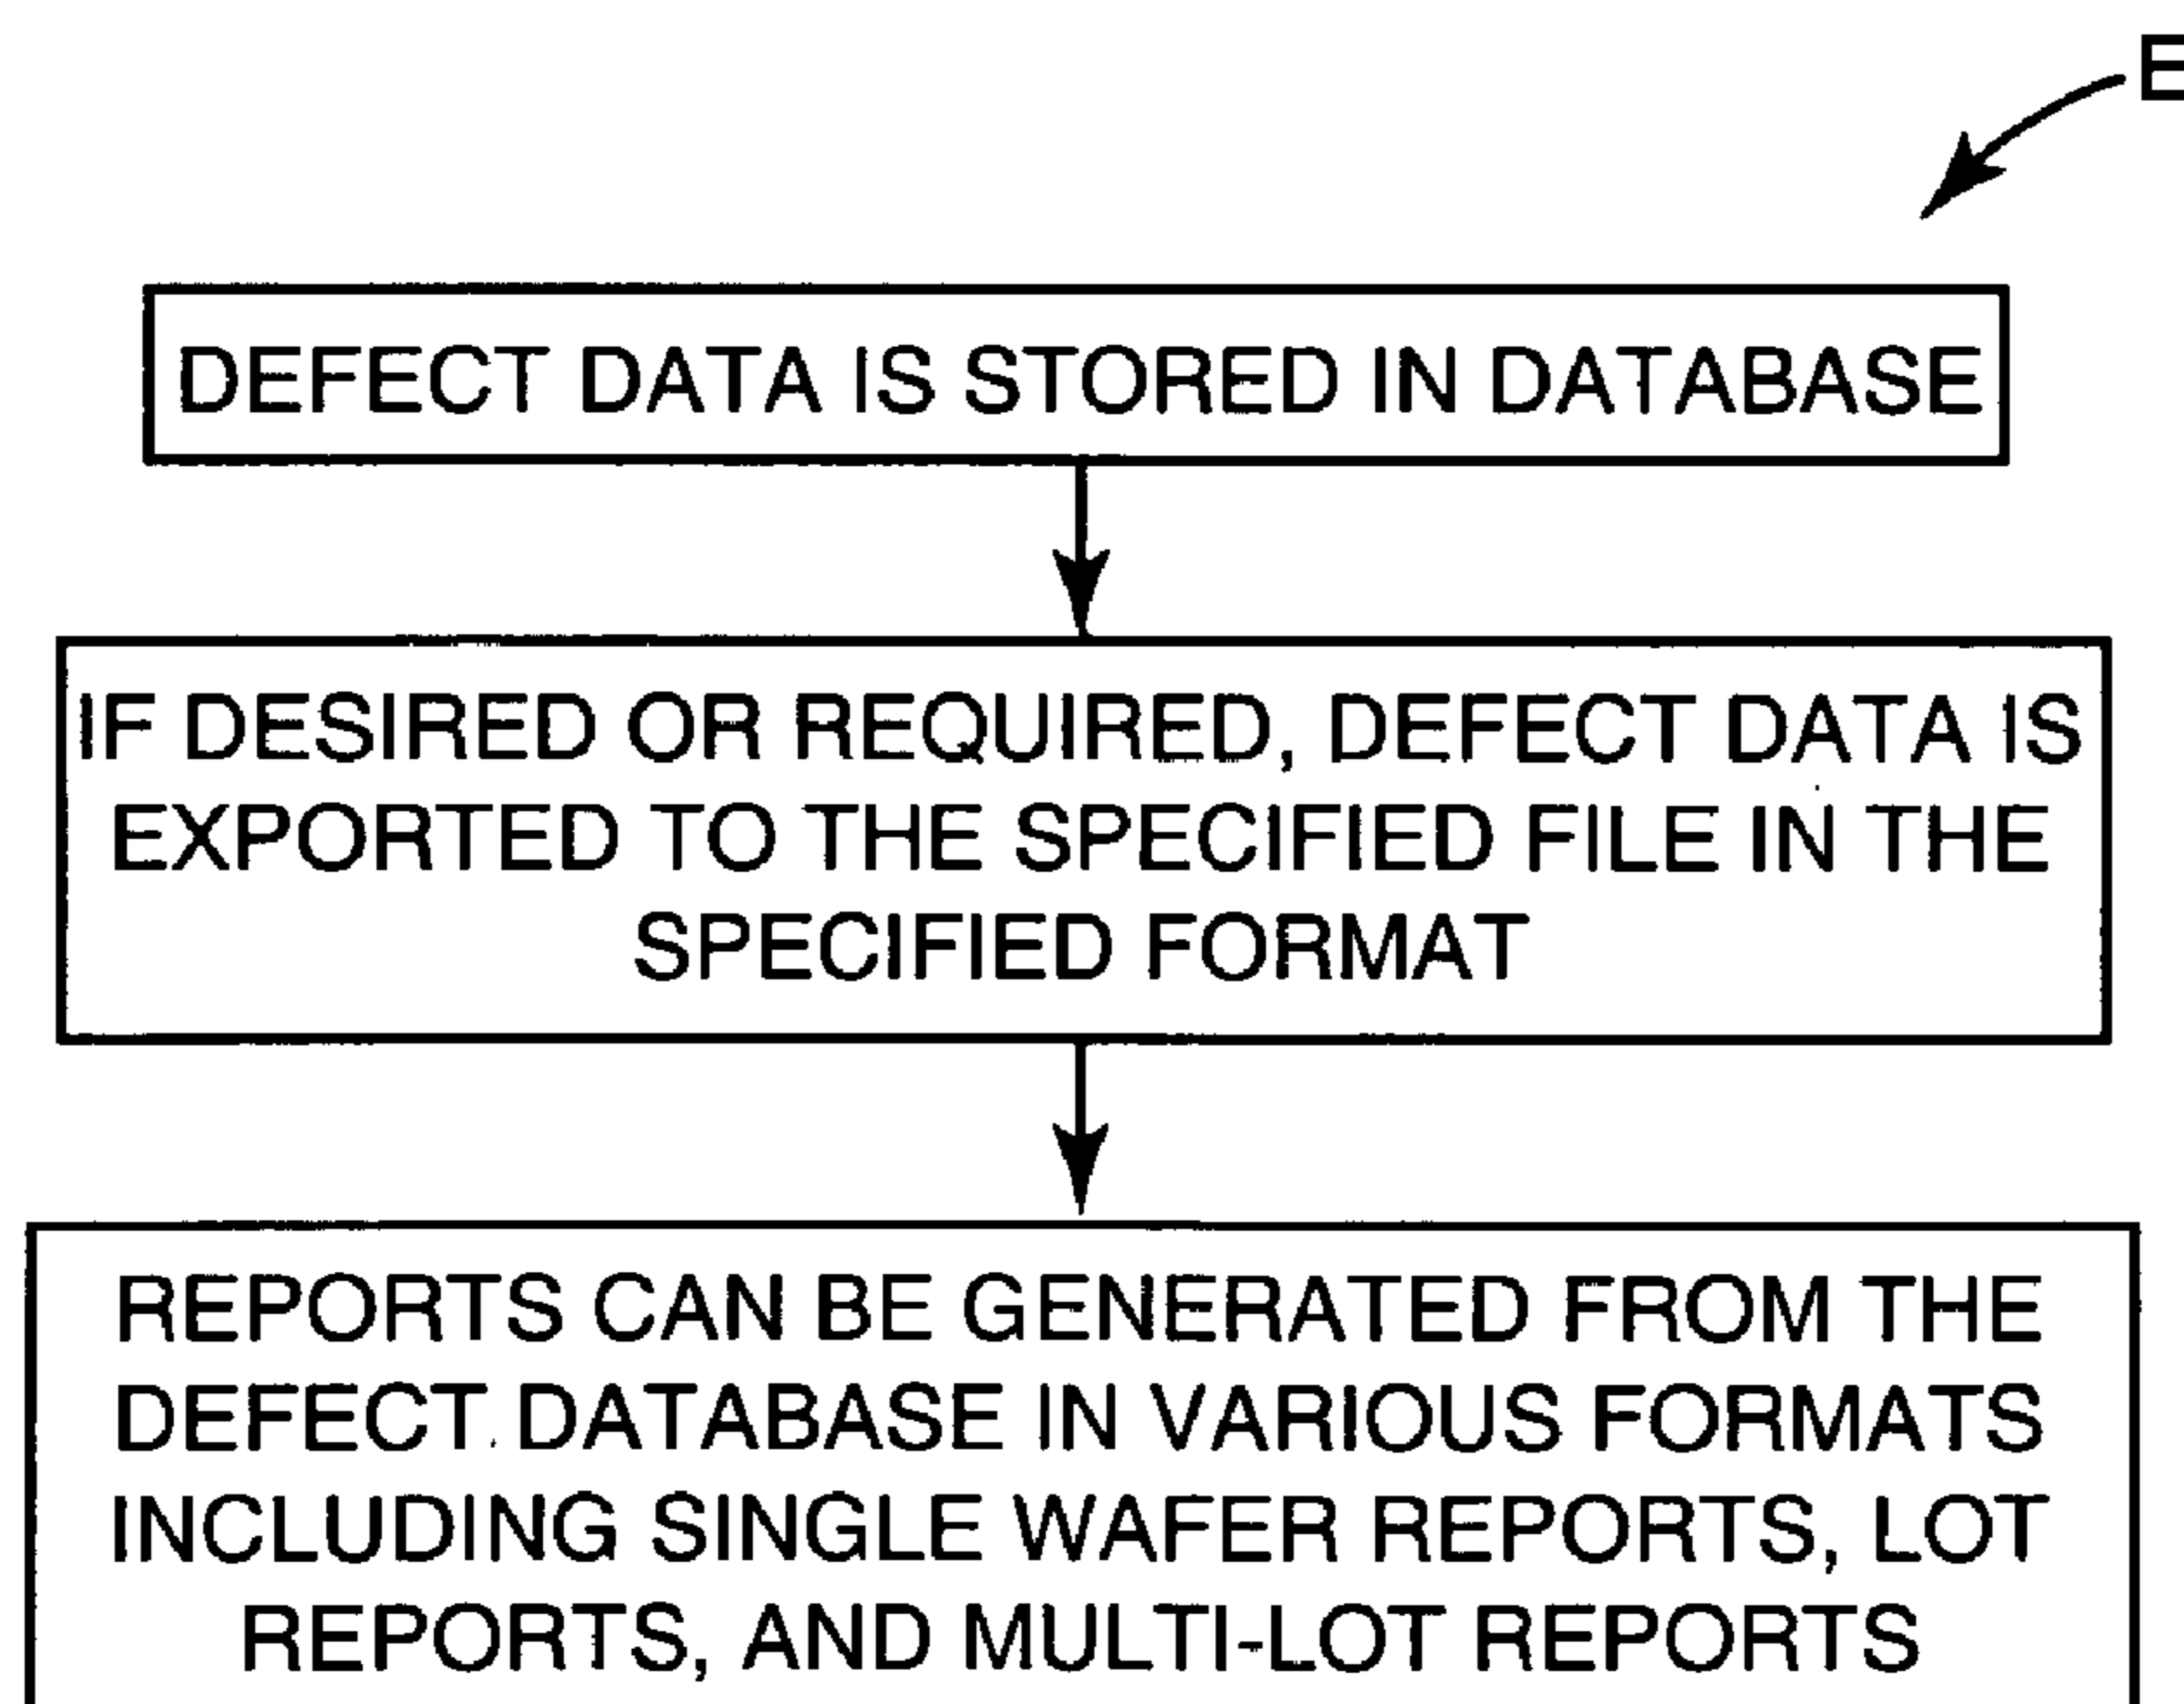 E
DEFECT DATA IS STORED IN DATABASE
IF DESIRED OR REQUIRED, DEFECT DATA IS
EXPORTED TO THE SPECIFIED FILE IN THE
SPECIFIED FORMAT
REPORTS CAN BE GENERATED FROM THE
DEFECT DATABASE IN VARIOUS FORMATS
INCLUDING SINGLE WAFER REPORTS, LOT
REPORTS, AND MULTI-LOT REPORTS